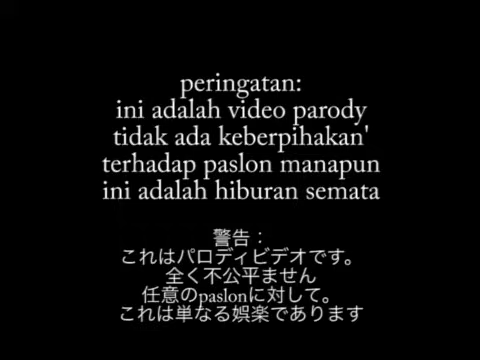 peringatan:
ini adalah video parody
tidak ada keberpihakan'
terhadap paslon manapun
ini adalah hiburan semata
警告：
これはパロディビデオです。
全く不公平ません
任意のpaslonに対して。
これは単なる娯楽であります